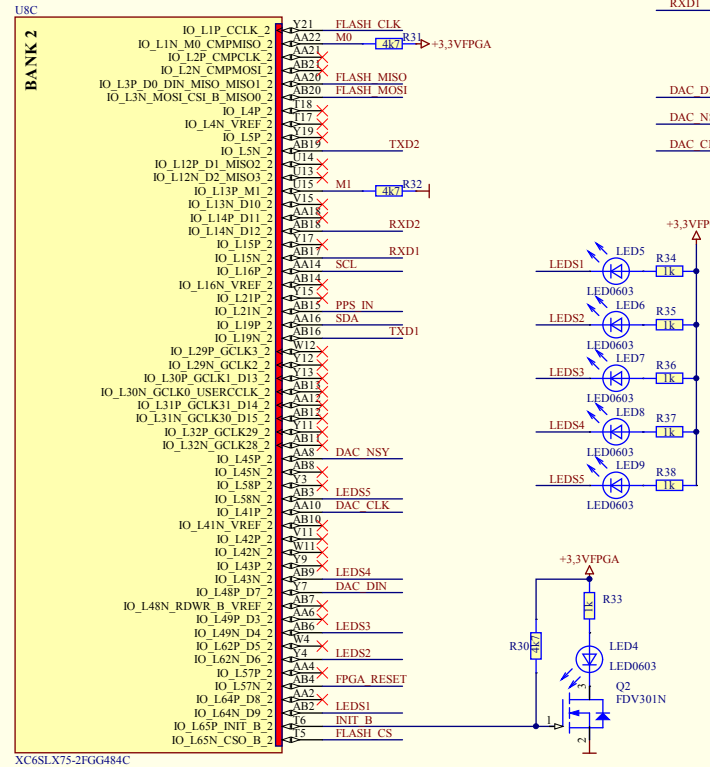 U8C
BANK 2
IO_L1P_CCLK_2 Y21 FLASH_CLK
IO_L1N_M0_CMPMISO_2 AA22 M0 4k7 R31 +3,3VFPGA
IO_L2P_CMPCLK_2 AA21
IO_L2N_CMPMOSI_2 AB21
IO_L3P_D0_DIN_MISO_MISO1_2 AA20 FLASH_MISO
IO_L3N_MOSI_CSI_B_MISO0_2 AB20 FLASH_MOSI
IO_L4P_2 T18
IO_L4N_VREF_2 T17
IO_L5P_2 Y19
IO_L5N_2 AB19 TXD2
IO_L12P_D1_MISO2_2 U14
IO_L12N_D2_MISO3_2 U13
IO_L13P_M1_2 U15 M1 4k7 R32
IO_L13N_D10_2 V15
IO_L14P_D11_2 AA18
IO_L14N_D12_2 AB18 RXD2
IO_L15P_2 Y17
IO_L15N_2 AB17 RXD1
IO_L16P_2 AA14 SCL
IO_L16N_VREF_2 AB14
IO_L21P_2 Y15
IO_L21N_2 AB15 PPS_IN
IO_L19P_2 AA16 SDA
IO_L19N_2 AB16 TXD1
IO_L29P_GCLK3_2 W12
IO_L29N_GCLK2_2 Y12
IO_L30P_GCLK1_D13_2 Y13
IO_L30N_GCLK0_USERCCLK_2 AB13
IO_L31P_GCLK31_D14_2 AA12
IO_L31N_GCLK30_D15_2 AB12
IO_L32P_GCLK29_2 Y11
IO_L32N_GCLK28_2 AB11
IO_L45P_2 AA8 DAC_NSY
IO_L45N_2 AB8
IO_L58P_2 Y3
IO_L58N_2 AB3 LEDS5
IO_L41P_2 AA10 DAC_CLK
IO_L41N_VREF_2 AB10
IO_L42P_2 V11
IO_L42N_2 W11
IO_L43P_2 Y9
IO_L43N_2 AB9 LEDS4
IO_L48P_D7_2 Y7 DAC_DIN
IO_L48N_RDWR_B_VREF_2 AB7
IO_L49P_D3_2 AA6
IO_L49N_D4_2 AB6 LEDS3
IO_L62P_D5_2 W4
IO_L62N_D6_2 Y4 LEDS2
IO_L57P_2 AA4
IO_L57N_2 AB4 FPGA_RESET
IO_L64P_D8_2 AA2
IO_L64N_D9_2 AB2 LEDS1
IO_L65P_INIT_B_2 T6 INIT_B
IO_L65N_CSO_B_2 T5 FLASH_CS
XC6SLX75-2FGG484C
RXD1
DAC_D
DAC_N
DAC_C
+3,3VFP
LEDS1 LED5 LED0603 R34 1k
LEDS2 LED6 LED0603 R35 1k
LEDS3 LED7 LED0603 R36 1k
LEDS4 LED8 LED0603 R37 1k
LEDS5 LED9 LED0603 R38 1k
+3,3VFPGA
1k R33
R30 4k7
LED4
LED0603
3 Q2
FDV301N
1
2